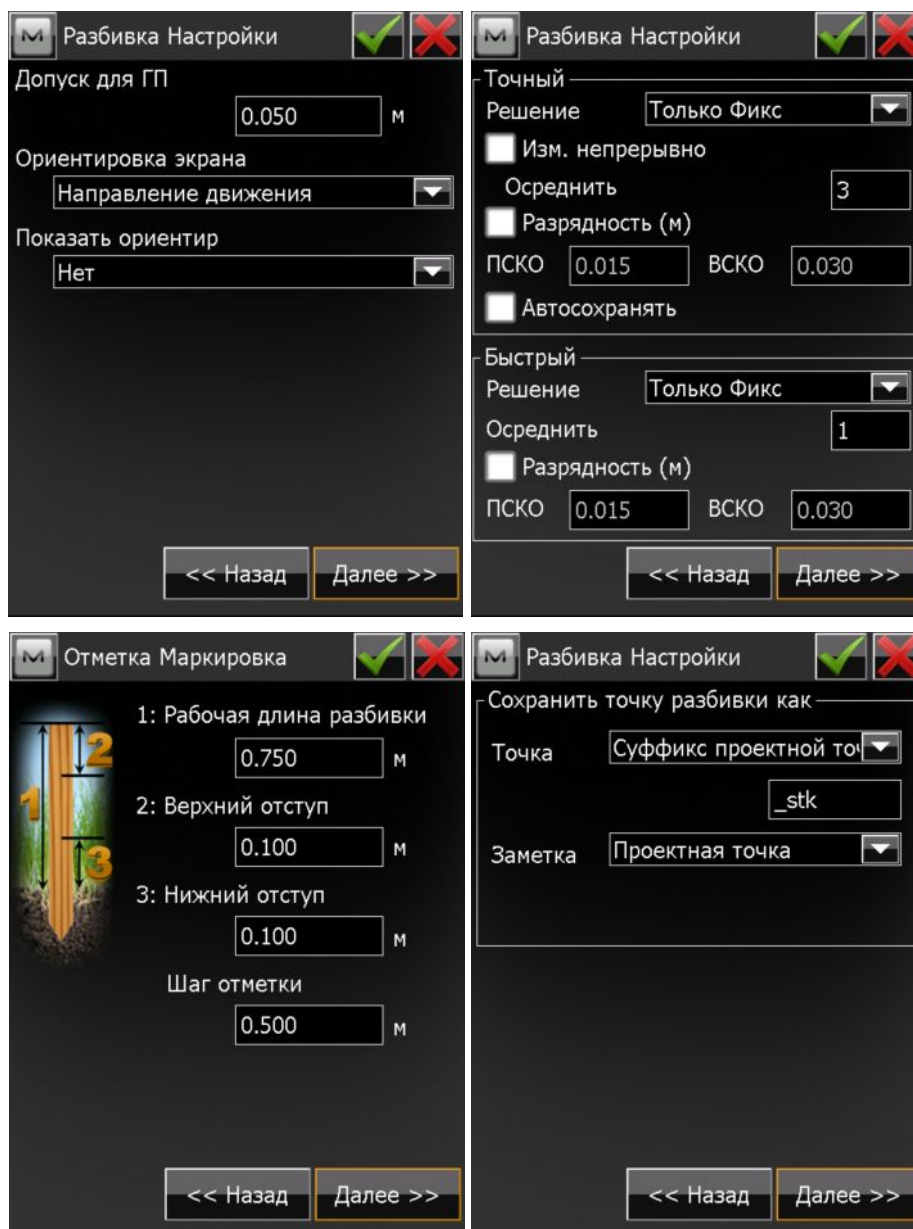 Разбивка Настройки
Допуск для ГП
0.050 м
Ориентировка экрана
Направление движения
Показать ориентир
Нет
<< Назад Далее >>
Разбивка Настройки
Точный
Решение Только Фикс
Изм. непрерывно
Осреднить 3
Разрядность (м)
ПСКО 0.015 ВСКО 0.030
Автосохранять
Быстрый
Решение Только Фикс
Осреднить 1
Разрядность (м)
ПСКО 0.015 ВСКО 0.030
<< Назад Далее >>
Отметка Маркировка
1: Рабочая длина разбивки
0.750 м
2: Верхний отступ
0.100 м
3: Нижний отступ
0.100 м
Шаг отметки
0.500 м
1
2
3
<< Назад Далее >>
Разбивка Настройки
Сохранить точку разбивки как
Точка Суффикс проектной точ
_stk
Заметка Проектная точка
<< Назад Далее >>